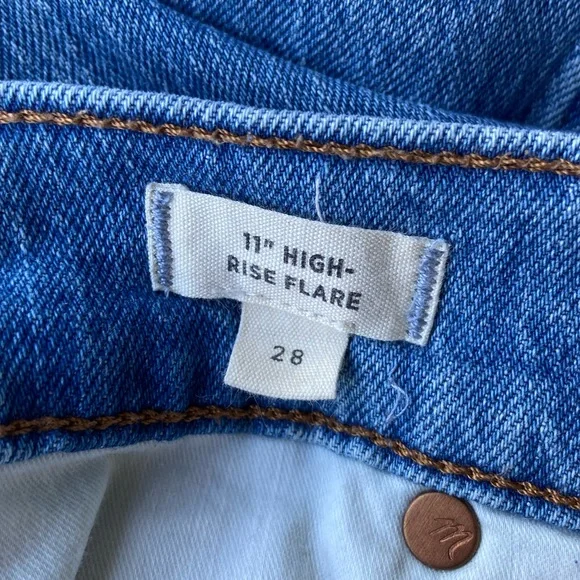 11" HIGH-
RISE FLARE
28
m